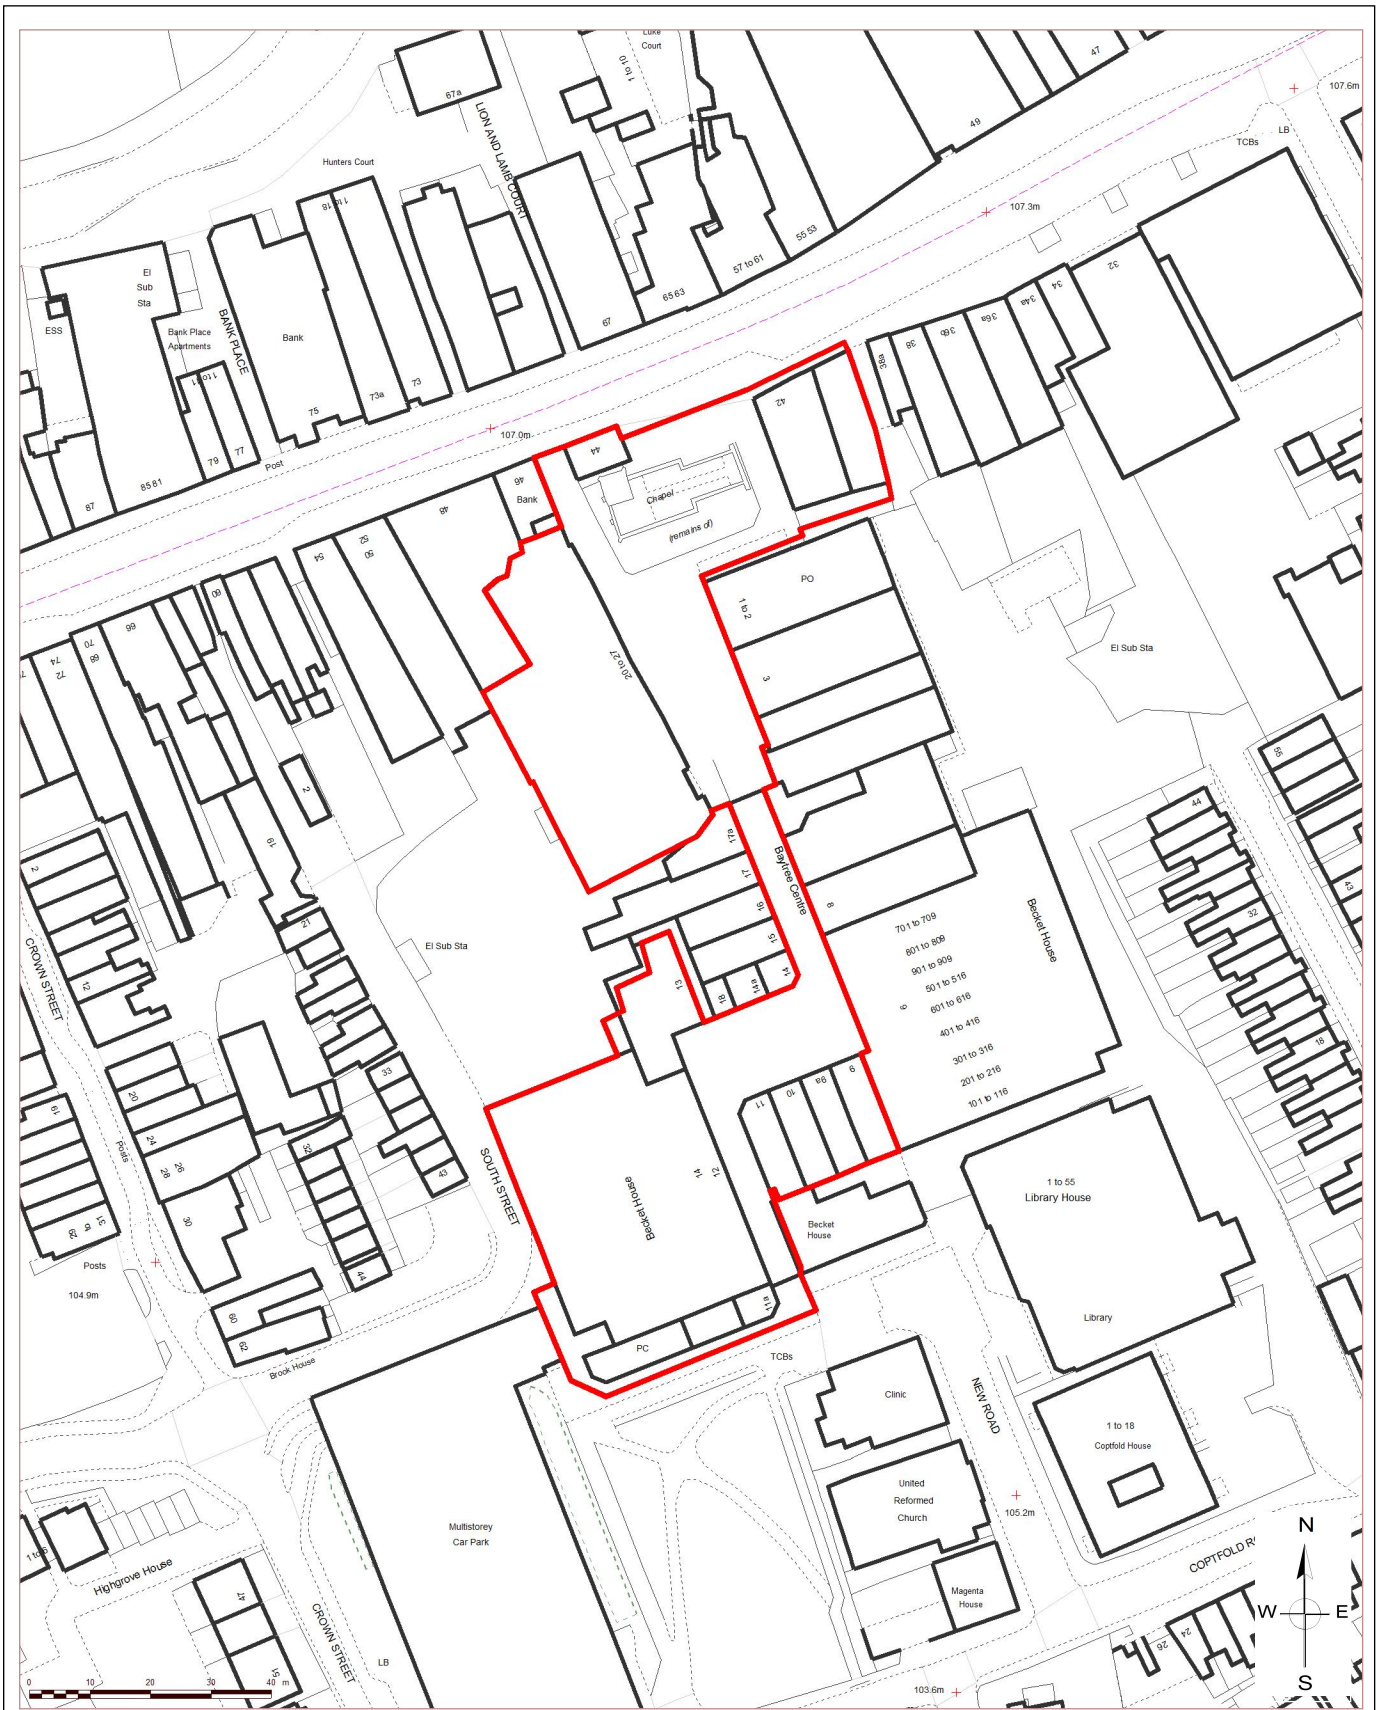 Luke
Court
47
1 to 10
67a
LION AND LAMB COURT
49
107.6m
LB
TCBs
Hunters Court
1 to 18
107.3m
55 53
57 to 61
65 63
67
El
Sub
Sta
ESS
Bank Place
Apartments
BANK PLACE
Bank
32
34
34a
36a
36b
38
38a
1 to 11
75
73a
73
77
79
85 81
87
Post
107.0m
42
44
46
Bank
48
Chapel
(remains of)
52
50
54
60
66
70
68
74
72
PO
1 to 2
3
20 to 27
El Sub Sta
55
44
2
19
2
17a
17
16
15
14
14a
18
13
Baytree Centre
8
Becket House
701 to 709
801 to 809
901 to 909
501 to 516
601 to 616
6
401 to 416
301 to 316
201 to 216
101 to 116
43
32
18
21
El Sub Sta
CROWN STREET
12
33
20
19
24
26
28
30
Posts
32
43
44
31
to
29
Posts
104.9m
SOUTH STREET
9
9a
10
11
12
14
Becket House
Becket
House
1 to 55
Library House
Library
60
62
Brook House
11a
PC
TCBs
Clinic
NEW ROAD
1 to 18
Coptfold House
United
Reformed
Church
105.2m
Multistorey
Car Park
Highgrove House
47
51
CROWN STREET
LB
Magenta
House
COPTFOLD R
N
W
E
S
24
26
103.6m
0 10 20 30 40 m